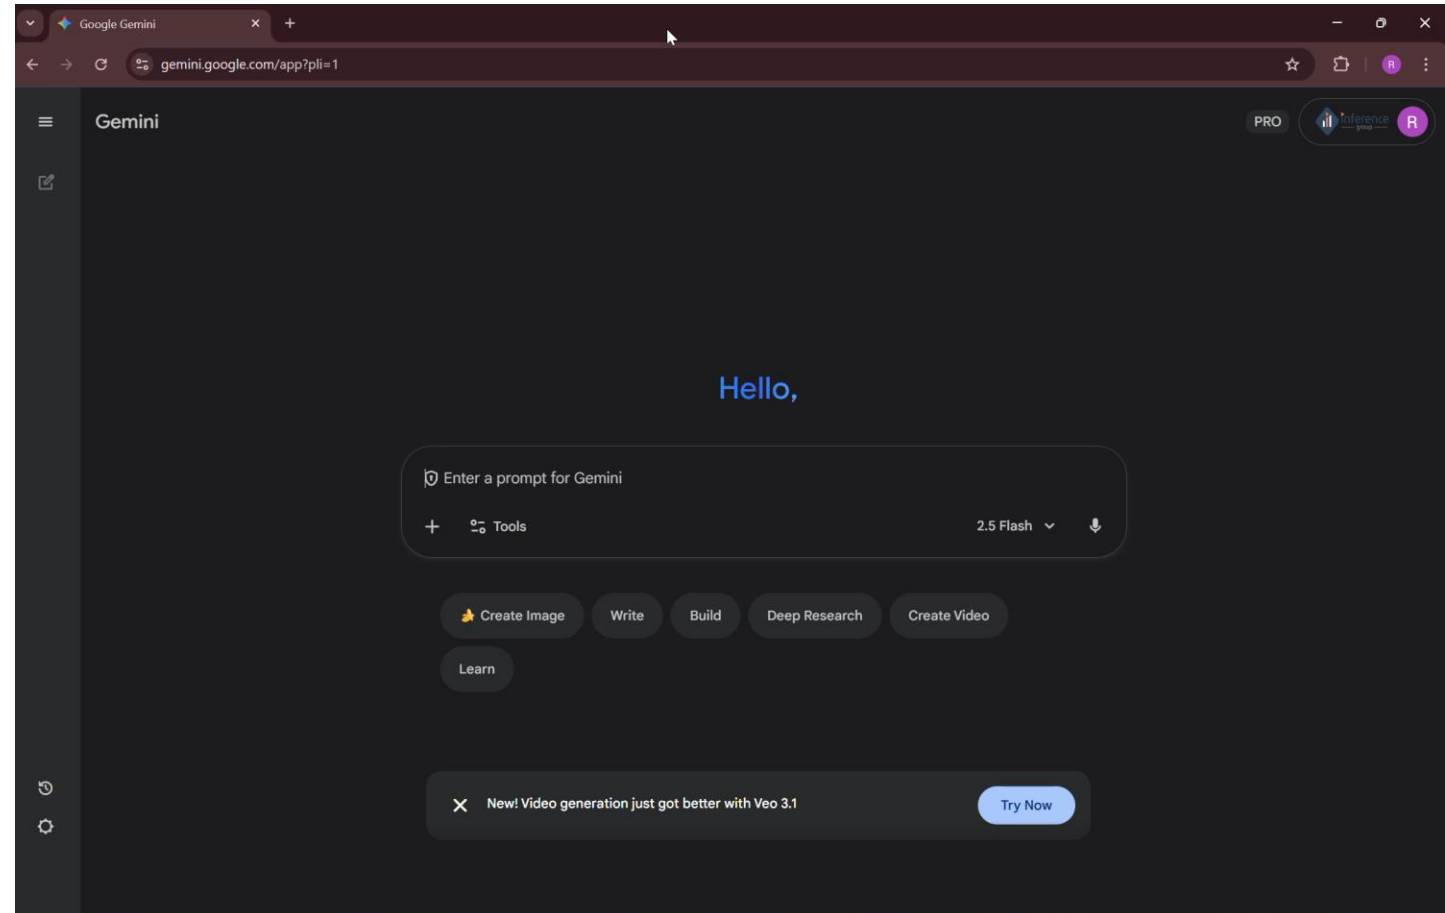 Google Gemini
gemini.google.com/app?pli=1
R
Gemini
PRO
inference
group
R
Hello,
Enter a prompt for Gemini
Tools
2.5 Flash
Create Image
Write
Build
Deep Research
Create Video
Learn
New! Video generation just got better with Veo 3.1
Try Now